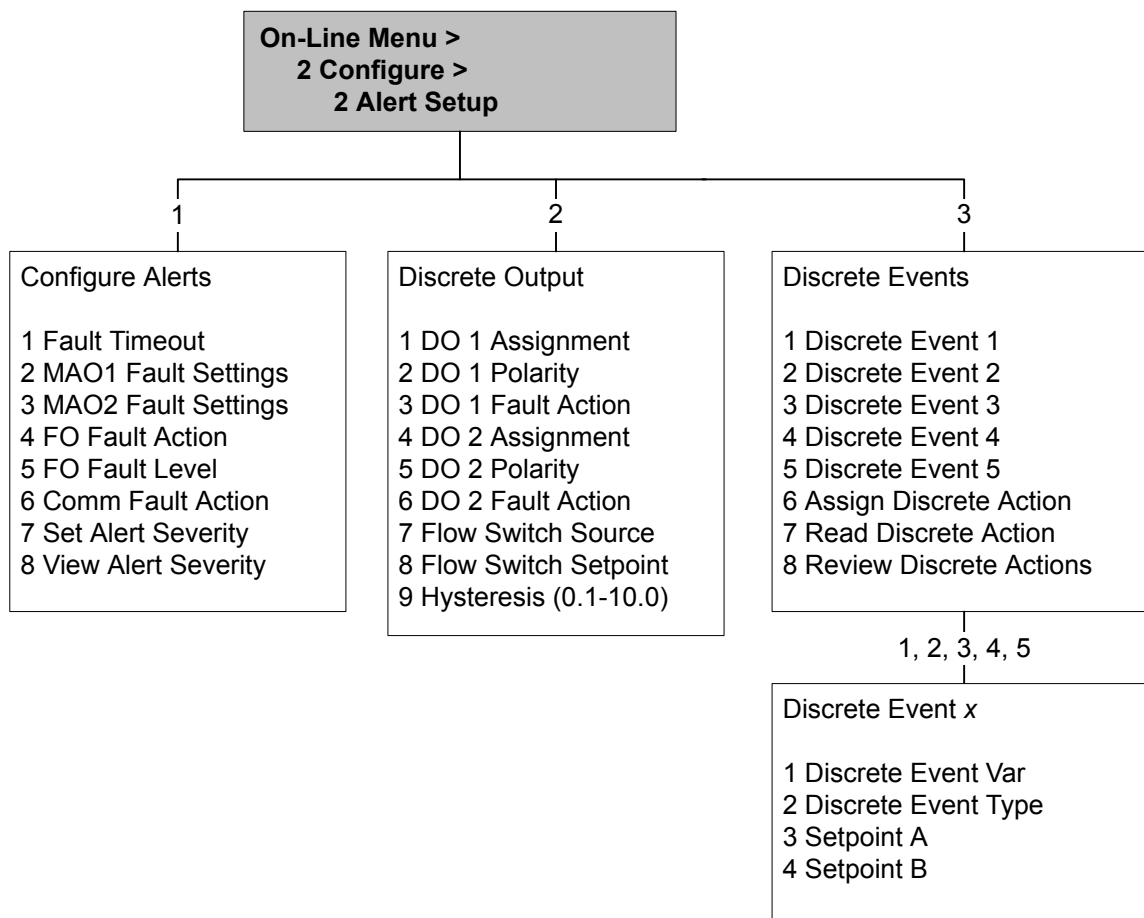 On-Line Menu >
2 Configure >
2 Alert Setup
1
2
3
Configure Alerts
1 Fault Timeout
2 MAO1 Fault Settings
3 MAO2 Fault Settings
4 FO Fault Action
5 FO Fault Level
6 Comm Fault Action
7 Set Alert Severity
8 View Alert Severity
Discrete Output
1 DO 1 Assignment
2 DO 1 Polarity
3 DO 1 Fault Action
4 DO 2 Assignment
5 DO 2 Polarity
6 DO 2 Fault Action
7 Flow Switch Source
8 Flow Switch Setpoint
9 Hysteresis (0.1-10.0)
Discrete Events
1 Discrete Event 1
2 Discrete Event 2
3 Discrete Event 3
4 Discrete Event 4
5 Discrete Event 5
6 Assign Discrete Action
7 Read Discrete Action
8 Review Discrete Actions
1, 2, 3, 4, 5
Discrete Event x
1 Discrete Event Var
2 Discrete Event Type
3 Setpoint A
4 Setpoint B